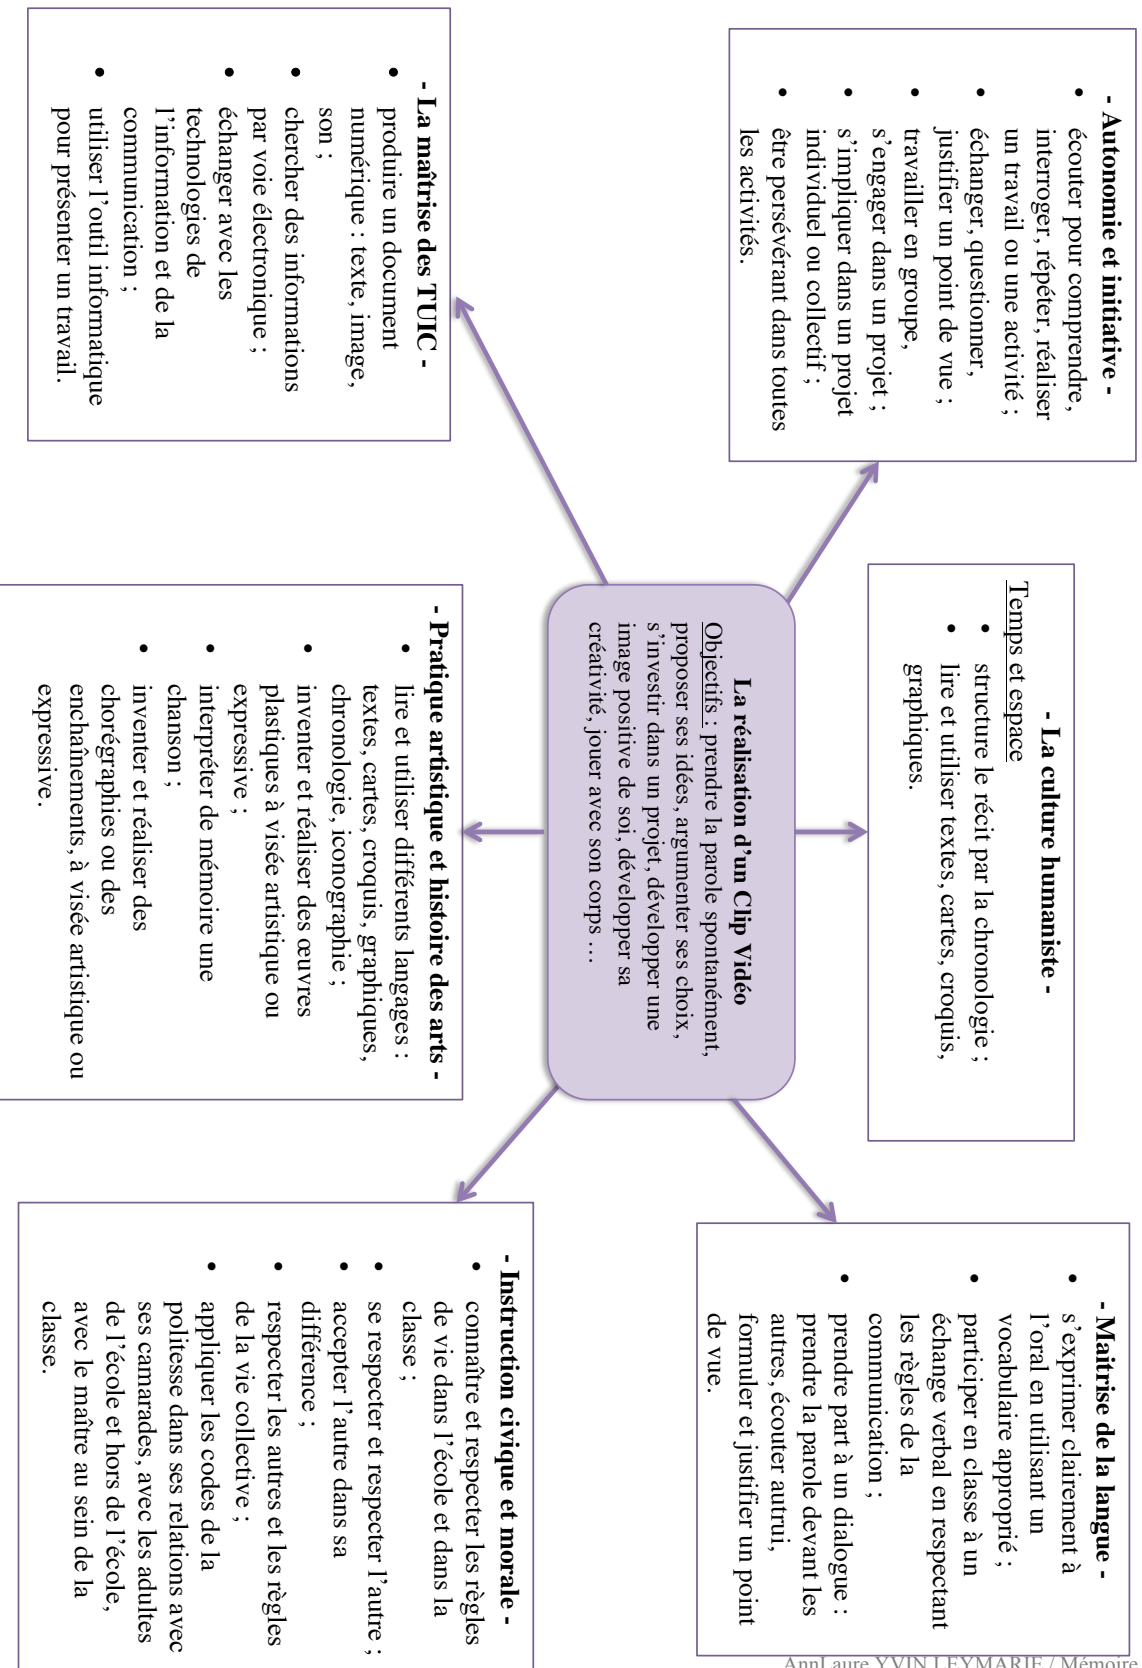 - Autonomie et initiative -
• écouter pour comprendre,
interroger, répéter, réaliser
un travail ou une activité ;
• échanger, questionner,
justifier un point de vue ;
• travailler en groupe,
s’engager dans un projet ;
• s’impliquer dans un projet
individuel ou collectif ;
• être persévérant dans toutes
les activités.
- La culture humaniste -
Temps et espace
• structure le récit par la chronologie ;
• lire et utiliser textes, cartes, croquis,
graphiques.
- Maitrise de la langue -
• s’exprimer clairement à
l’oral en utilisant un
vocabulaire approprié ;
• participer en classe à un
échange verbal en respectant
les règles de la
communication ;
• prendre part à un dialogue :
prendre la parole devant les
autres, écouter autrui,
formuler et justifier un point
de vue.
La réalisation d’un Clip Vidéo
Objectifs : prendre la parole spontanément,
proposer ses idées, argumenter ses choix,
s’investir dans un projet, développer une
image positive de soi, développer sa
créativité, jouer avec son corps …
- La maîtrise des TUIC -
• produire un document
numérique : texte, image,
son ;
• chercher des informations
par voie électronique ;
• échanger avec les
technologies de
l’information et de la
communication ;
• utiliser l’outil informatique
pour présenter un travail.
- Pratique artistique et histoire des arts -
• lire et utiliser différents langages :
textes, cartes, croquis, graphiques,
chronologie, iconographie ;
• inventer et réaliser des œuvres
plastiques à visée artistique ou
expressive ;
• interpréter de mémoire une
chanson ;
• inventer et réaliser des
chorégraphies ou des
enchaînements, à visée artistique ou
expressive.
- Instruction civique et morale -
• connaître et respecter les règles
de vie dans l’école et dans la
classe ;
• se respecter et respecter l’autre ;
• accepter l’autre dans sa
différence ;
• respecter les autres et les règles
de la vie collective ;
• appliquer les codes de la
politesse dans ses relations avec
ses camarades, avec les adultes
de l’école et hors de l’école,
avec le maître au sein de la
classe.
AnnLaure YVIN LEYMARIE / Mémoire